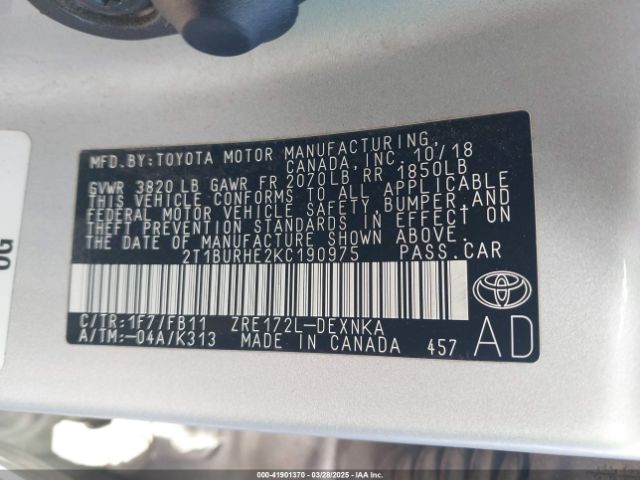 MFD. BY: TOYOTA MOTOR MANUFACTURING,
CANADA, INC. 10/18
GVWR 3820 LB GAWR FR 2070 LB, RR 1850LB
THIS VEHICLE CONFORMS TO ALL APPLICABLE
FEDERAL MOTOR VEHICLE SAFETY, BUMPER, AND
THEFT PREVENTION STANDARDS IN EFFECT ON
THE DATE OF MANUFACTURE SHOWN ABOVE.
2T1BURHE2KC190975 PASS. CAR
C/TR: 1F7/FB11 ZRE172L-DEXNKA
A/TM: -04A/K313 MADE IN CANADA 457
AD
OG
000-41901370 | 03/28/2025 | IAA Inc.